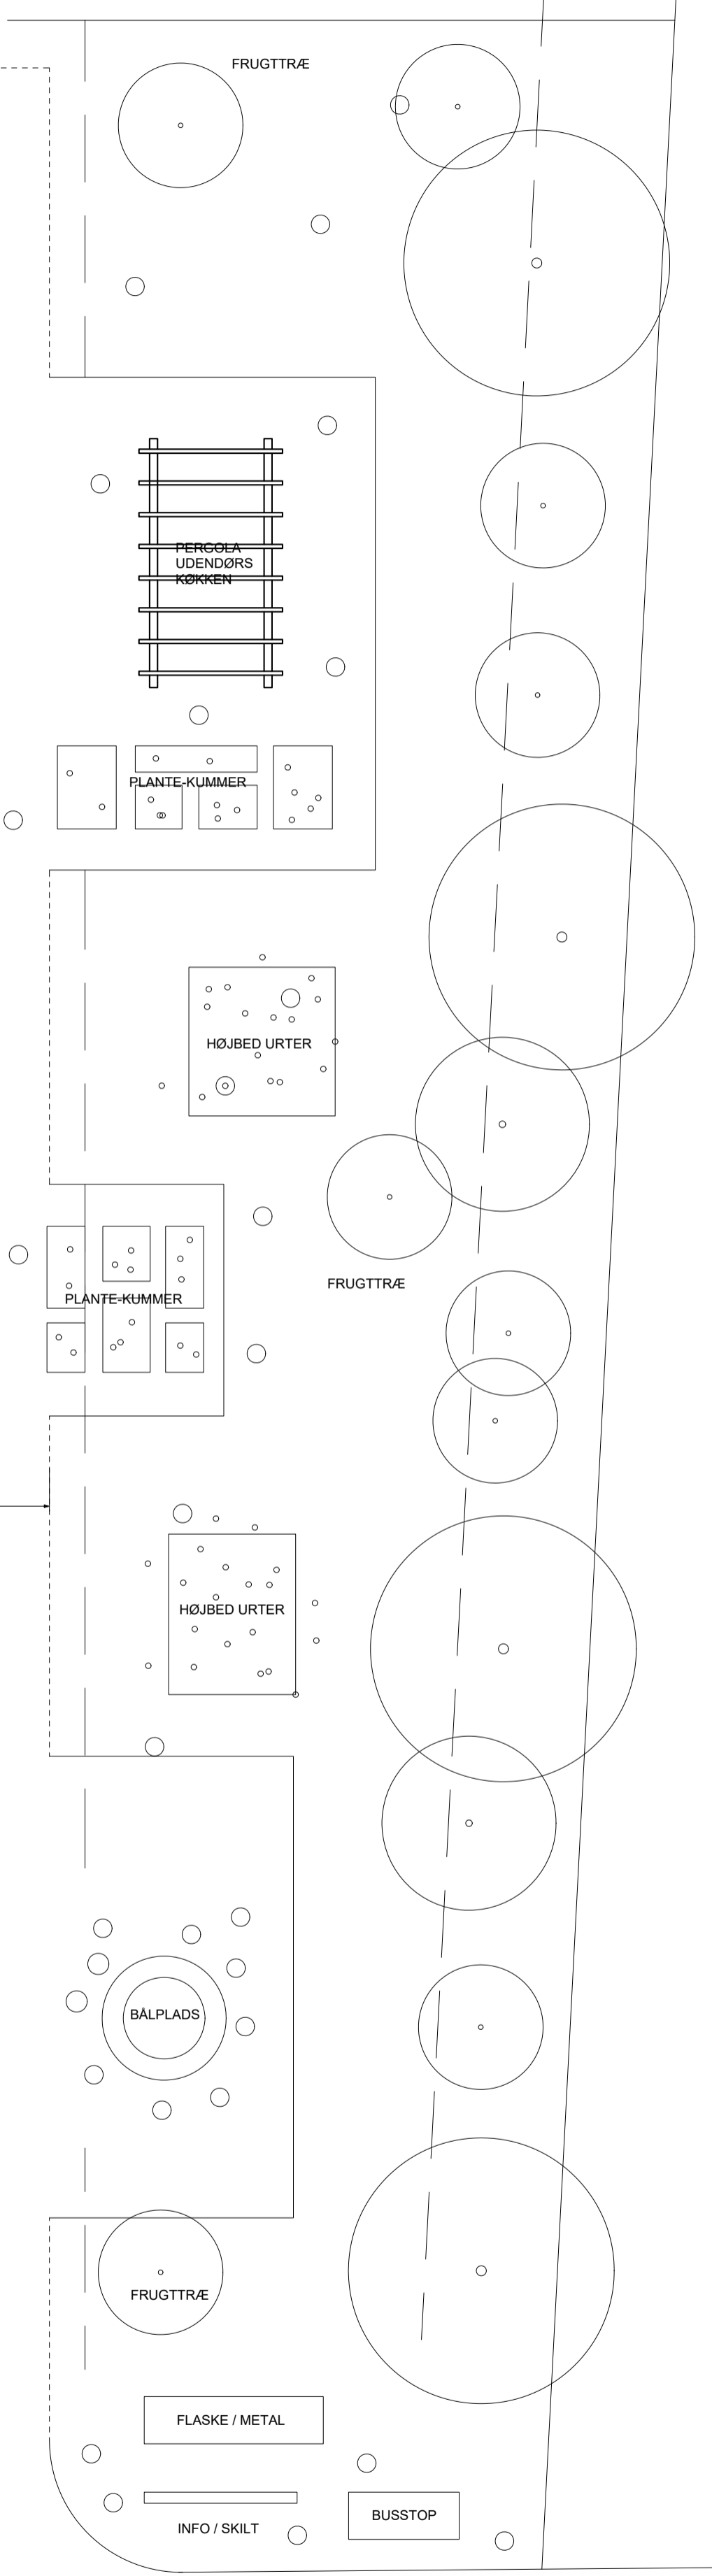 FRUGTTRÆ
PERGOLA
UDENDØRS
KØKKEN
PLANTE-KUMMER
HØJBED URTER
FRUGTTRÆ
PLANTE-KUMMER
HØJBED URTER
BÅLPLADS
FRUGTTRÆ
FLASKE / METAL
BUSSTOP
INFO / SKILT